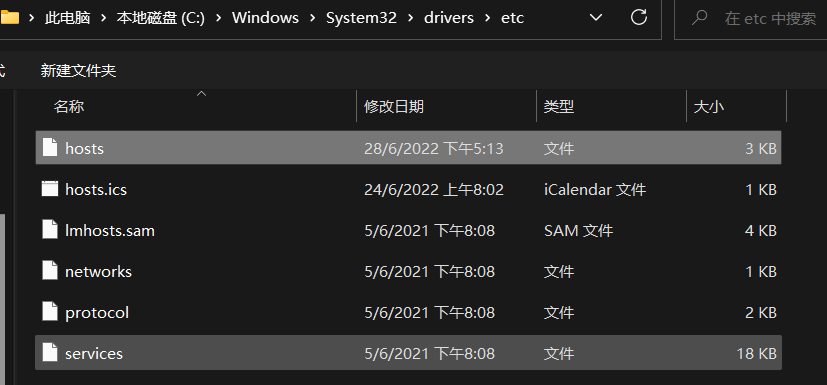 此电脑 › 本地磁盘 (C:) › Windows › System32 › drivers › etc
在 etc 中搜索
新建文件夹
名称 修改日期 类型 大小
hosts 28/6/2022 下午5:13 文件 3 KB
hosts.ics 24/6/2022 上午8:02 iCalendar 文件 1 KB
lmhosts.sam 5/6/2021 下午8:08 SAM 文件 4 KB
networks 5/6/2021 下午8:08 文件 1 KB
protocol 5/6/2021 下午8:08 文件 2 KB
services 5/6/2021 下午8:08 文件 18 KB